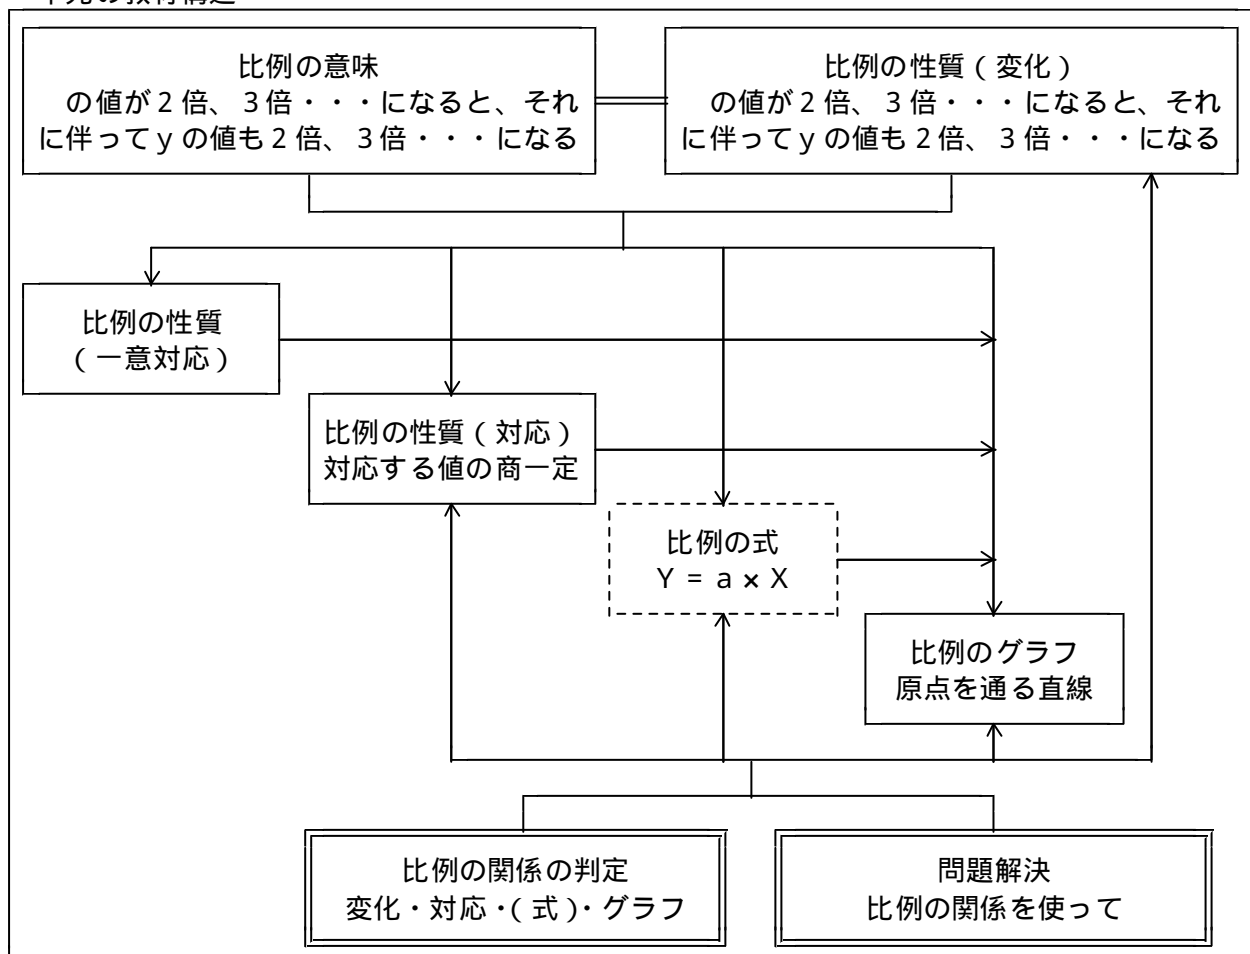 比例の意味
の値が2倍、3倍・・・になると、それ
に伴ってyの値も2倍、3倍・・・になる
比例の性質(変化)
の値が2倍、3倍・・・になると、それ
に伴ってyの値も2倍、3倍・・・になる
比例の性質
(一意対応)
比例の性質(対応)
対応する値の商一定
比例の式
Y = a × X
比例のグラフ
原点を通る直線
比例の関係の判定
変化・対応・(式)・グラフ
問題解決
比例の関係を使って